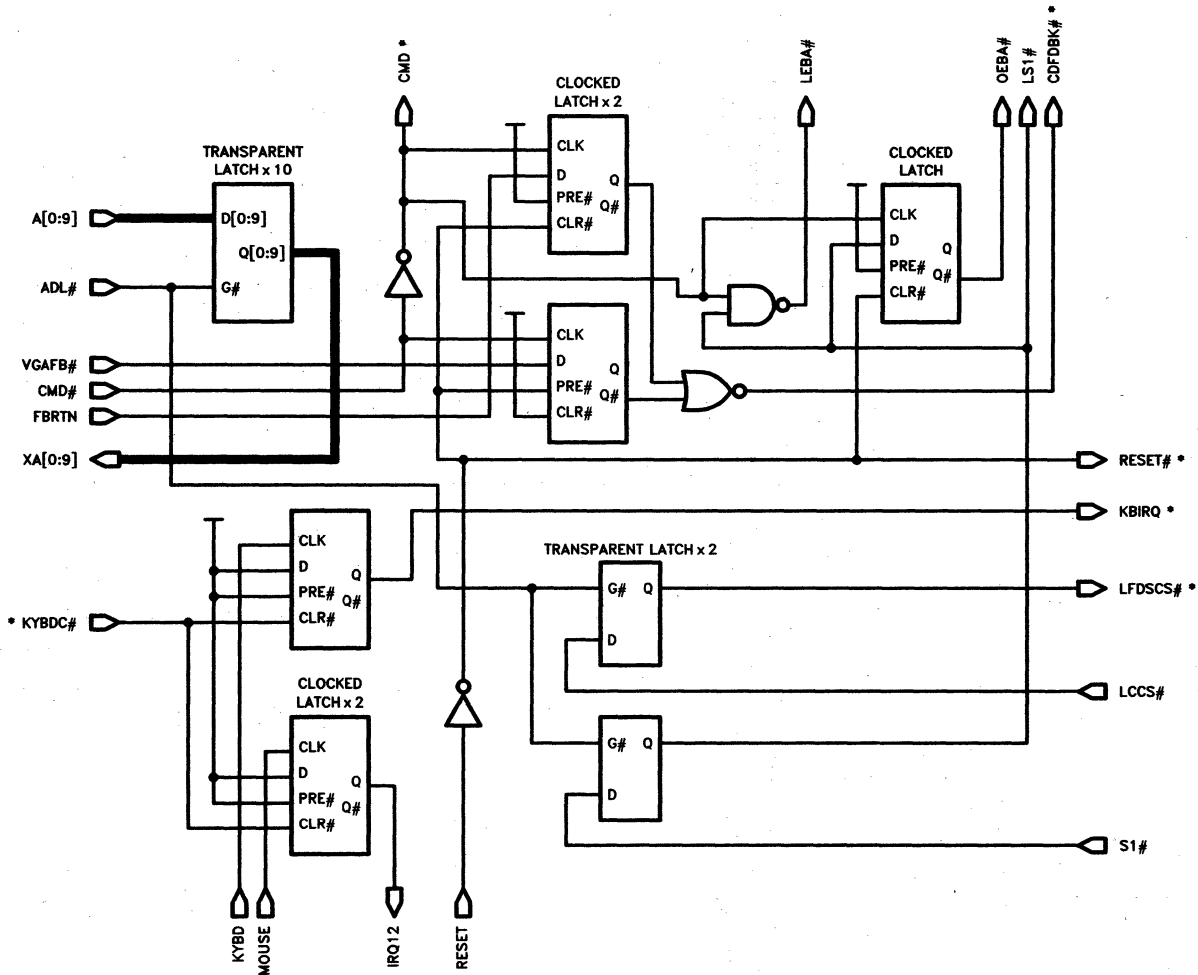 CMD *
LEBA#
OEBA#
LS1#
CDFDBK# *
CLOCKED
LATCH x 2
CLK
D
PRE#
CLR#
Q
Q#
TRANSPARENT
LATCH x 10
D[0:9]
Q[0:9]
G#
CLOCKED
LATCH
CLK
D
PRE#
CLR#
Q
Q#
A[0:9]
ADL#
VGAFB#
CMD#
FBRTN
XA[0:9]
CLK
D
PRE#
CLR#
Q
Q#
RESET# *
KBIRQ *
CLK
D
PRE#
CLR#
Q
Q#
* KYBDC#
TRANSPARENT LATCH x 2
G#
Q
D
LFDSCS# *
LCCS#
CLOCKED
LATCH x 2
CLK
D
PRE#
CLR#
Q
Q#
G#
Q
D
S1#
KYBD
MOUSE
IRQ12
RESET